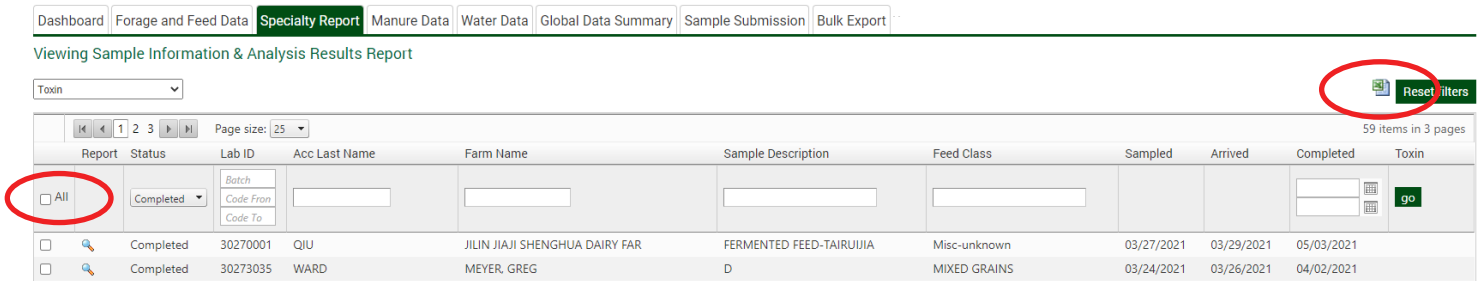 Dashboard Forage and Feed Data Specialty Report Manure Data Water Data Global Data Summary Sample Submission Bulk Export
Viewing Sample Information & Analysis Results Report
Toxin Reset filters
1 2 3 Page size: 25 59 items in 3 pages
Report Status Lab ID Acc Last Name Farm Name Sample Description Feed Class Sampled Arrived Completed Toxin
Batch
All Completed Code Fron go
Code To
Completed 30270001 QIU JILIN JIAJI SHENGHUA DAIRY FAR FERMENTED FEED-TAIRUIJIA Misc-unknown 03/27/2021 03/29/2021 05/03/2021
Completed 30273035 WARD MEYER, GREG D MIXED GRAINS 03/24/2021 03/26/2021 04/02/2021